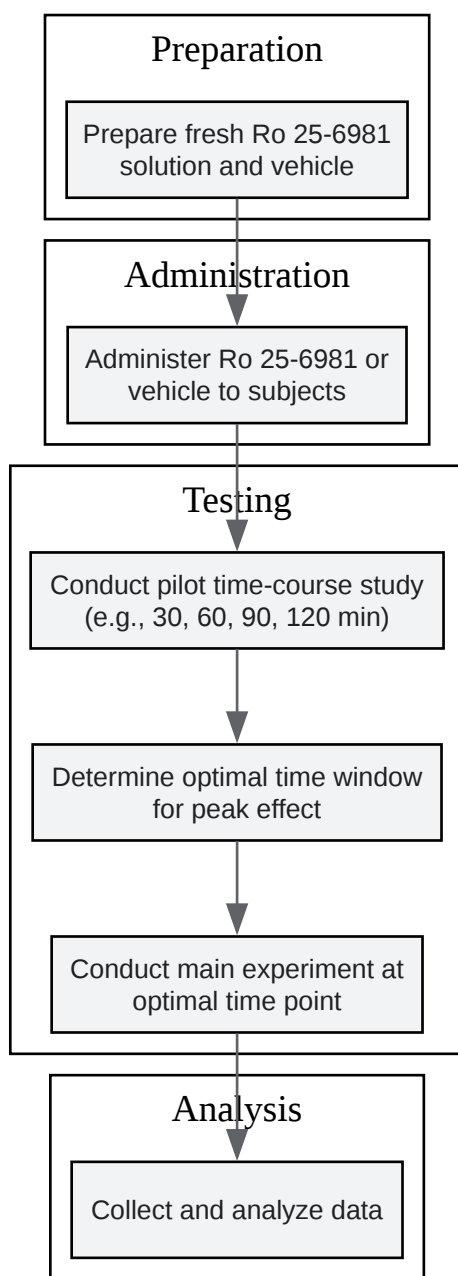 Preparation
Prepare fresh Ro 25-6981
solution and vehicle
Administration
Administer Ro 25-6981 or
vehicle to subjects
Testing
Conduct pilot time-course study
(e.g., 30, 60, 90, 120 min)
Determine optimal time window
for peak effect
Conduct main experiment at
optimal time point
Analysis
Collect and analyze data